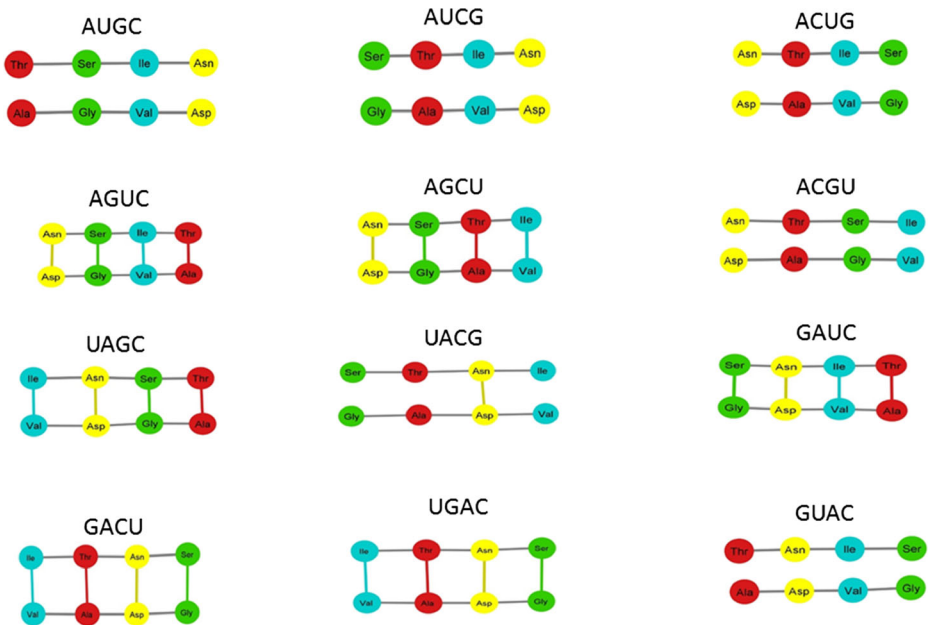 AUGC AUCG ACUG
Thr Ser Ile Asn Ser Thr Ile Asn Asn Thr Ile Ser
Ala Gly Val Asp Gly Ala Val Asp Asp Ala Val Gly
AGUC AGCU ACGU
Asn Ser Ile Thr Asn Ser Thr Ile Asn Thr Ser Ile
Asp Gly Val Ala Asp Gly Ala Val Asp Ala Gly Val
UAGC UACG GAUC
Ile Asn Ser Thr Ser Thr Asn Ile Ser Asn Ile Thr
Val Asp Gly Ala Gly Ala Asp Val Gly Asp Val Ala
GACU UGAC GUAC
Ile Thr Asn Ser Ile Thr Asn Ser Thr Asn Ile Ser
Val Ala Asp Gly Val Ala Asp Gly Ala Asp Val Gly